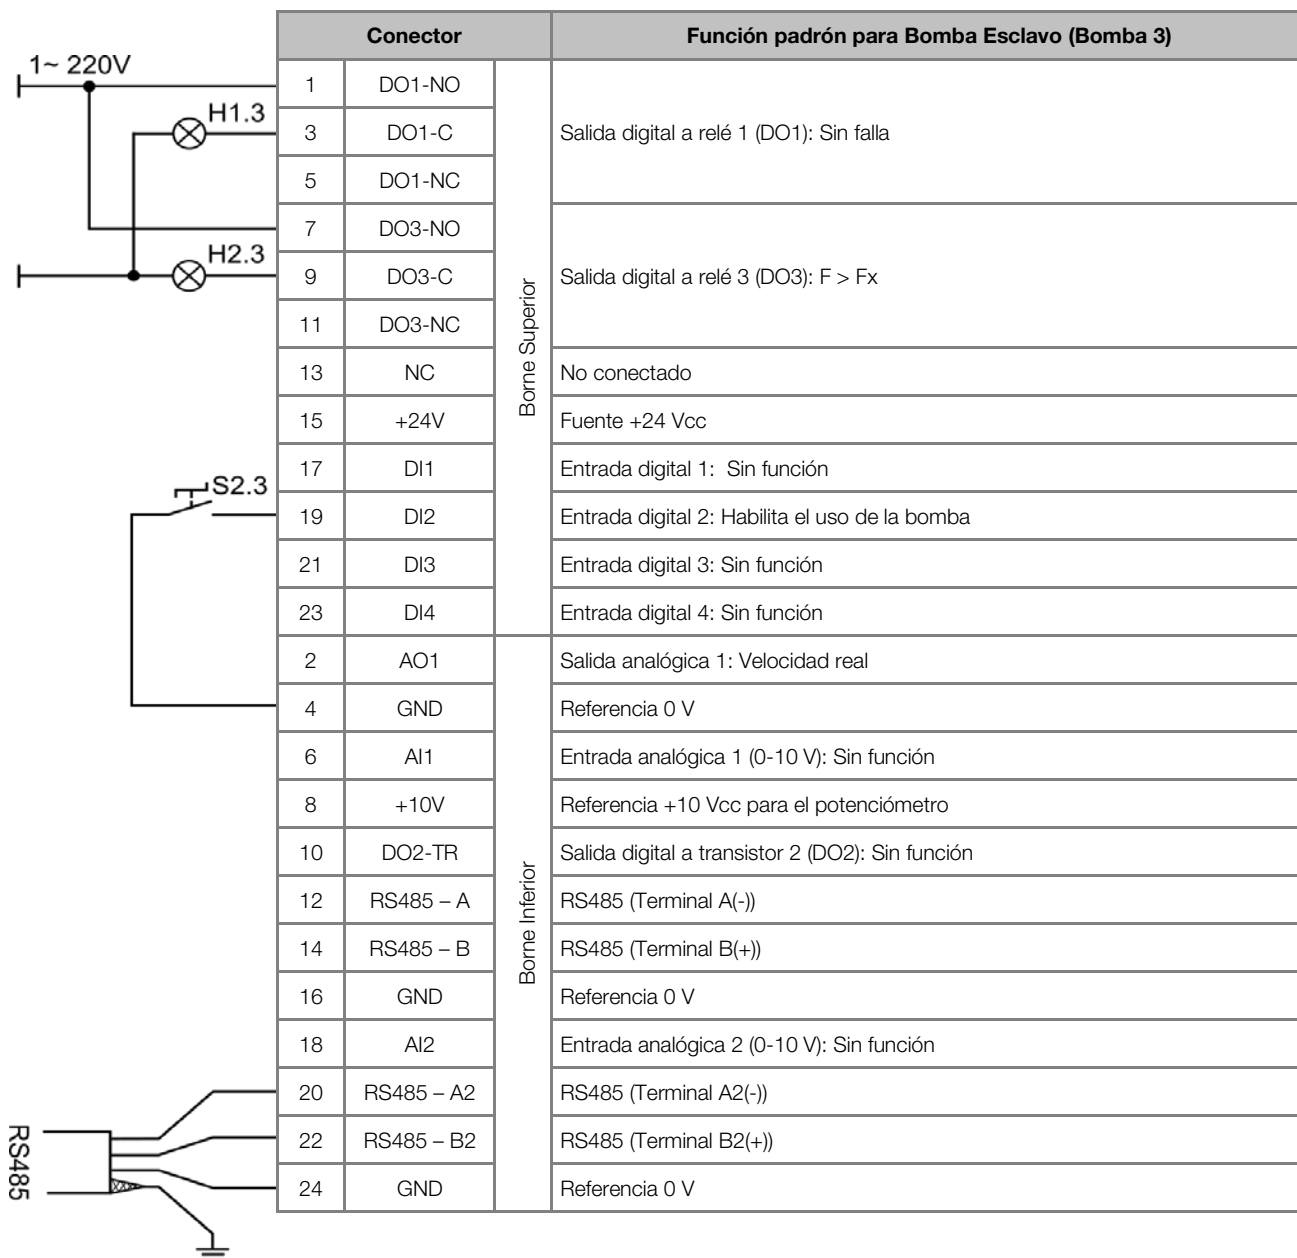 Conector Función padrón para Bomba Esclavo (Bomba 3)
1~ 220V
1 DO1-NO
H1.3
3 DO1-C Salida digital a relé 1 (DO1): Sin falla
5 DO1-NC
7 DO3-NO
H2.3
9 DO3-C Salida digital a relé 3 (DO3): F > Fx
11 DO3-NC
Borne Superior
13 NC No conectado
15 +24V Fuente +24 Vcc
17 DI1 Entrada digital 1: Sin función
S2.3
19 DI2 Entrada digital 2: Habilita el uso de la bomba
21 DI3 Entrada digital 3: Sin función
23 DI4 Entrada digital 4: Sin función
2 AO1 Salida analógica 1: Velocidad real
4 GND Referencia 0 V
6 AI1 Entrada analógica 1 (0-10 V): Sin función
8 +10V Referencia +10 Vcc para el potenciómetro
10 DO2-TR Salida digital a transistor 2 (DO2): Sin función
Borne Inferior
12 RS485 – A RS485 (Terminal A(-))
14 RS485 – B RS485 (Terminal B(+))
16 GND Referencia 0 V
18 AI2 Entrada analógica 2 (0-10 V): Sin función
20 RS485 – A2 RS485 (Terminal A2(-))
22 RS485 – B2 RS485 (Terminal B2(+))
RS485
24 GND Referencia 0 V